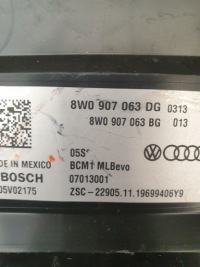 8W0 907 063 DG 0313
8W0 907 063 BG 013
05S*
DE IN MEXICO BCM† MLBevo
BOSCH 07013001
05V02175 ZSC-22905.11.19699406Y9